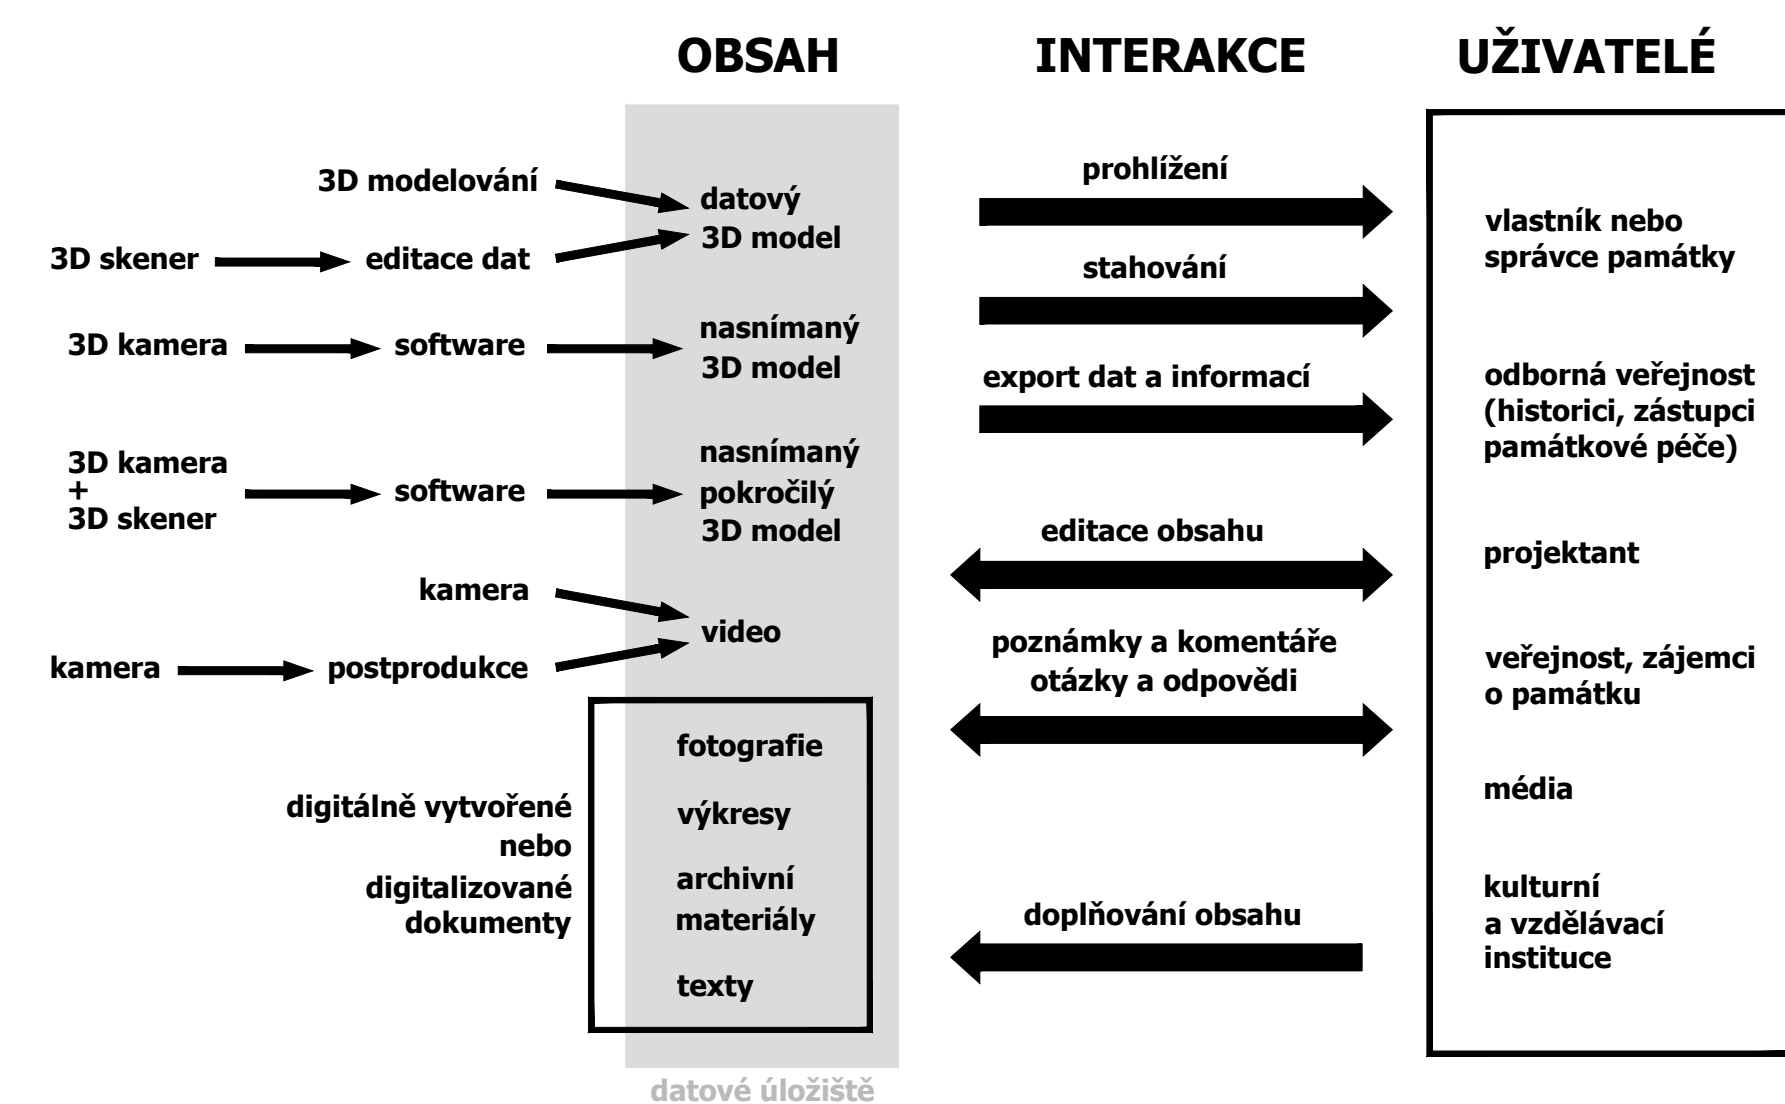 OBSAH
INTERAKCE
UŽIVATELÉ
3D modelování
3D skener
editace dat
datový
3D model
3D kamera
software
nasnímaný
3D model
3D kamera
+
3D skener
software
nasnímaný
pokročilý
3D model
kamera
kamera
postprodukce
video
digitálně vytvořené
nebo
digitalizované
dokumenty
fotografie
výkresy
archivní
materiály
texty
datové úložiště
prohlížení
stahování
export dat a informací
editace obsahu
poznámky a komentáře
otázky a odpovědi
doplňování obsahu
vlastník nebo
správce památky
odborná veřejnost
(historici, zástupci
památkové péče)
projektant
veřejnost, zájemci
o památku
média
kulturní
a vzdělávací
instituce